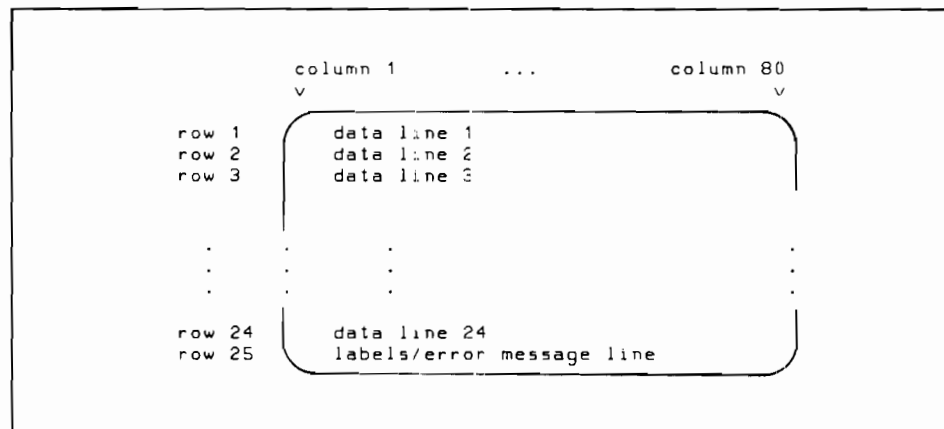 column 1 ... column 80
v v
row 1 data line 1
row 2 data line 2
row 3 data line 3
. . . .
. . . .
. . . .
row 24 data line 24
row 25 labels/error message line